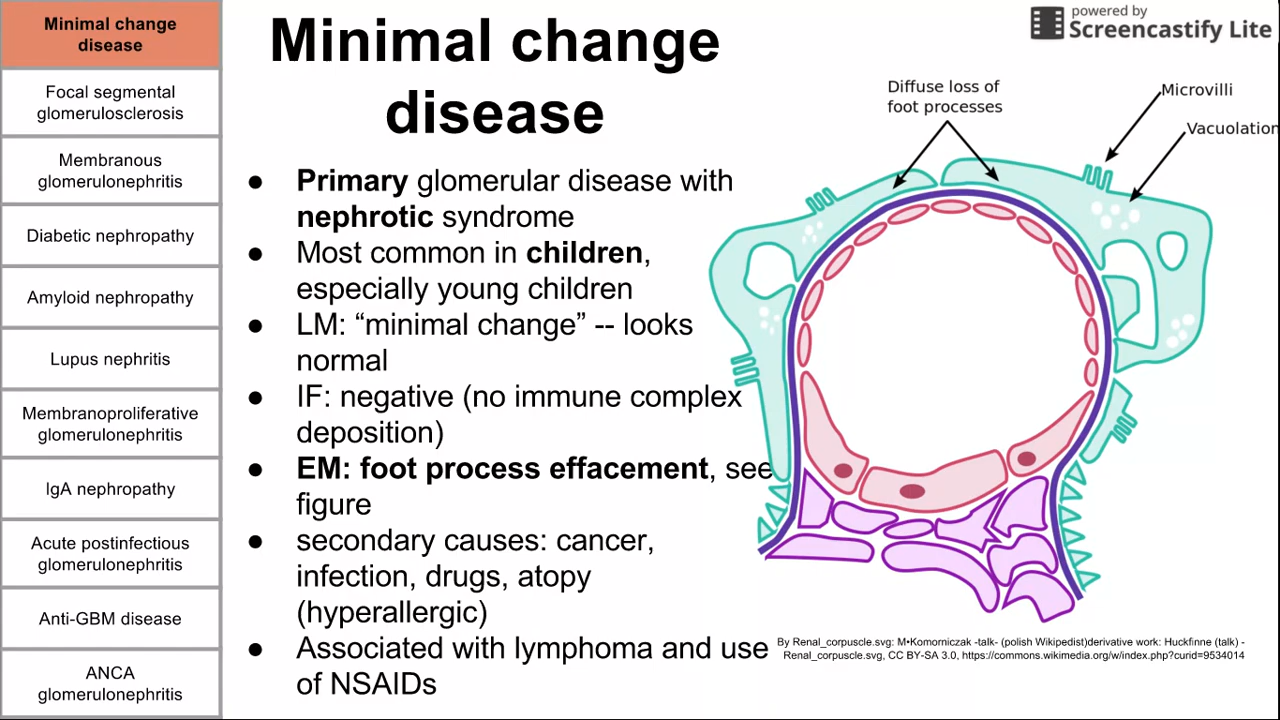 Minimal change
disease
Focal segmental
glomerulosclerosis
Membranous
glomerulonephritis
Diabetic nephropathy
Amyloid nephropathy
Lupus nephritis
Membranoproliferative
glomerulonephritis
IgA nephropathy
Acute postinfectious
glomerulonephritis
Anti-GBM disease
ANCA
glomerulonephritis
Minimal change
disease
● Primary glomerular disease with
nephrotic syndrome
● Most common in children,
especially young children
● LM: “minimal change” -- looks
normal
● IF: negative (no immune complex
deposition)
● EM: foot process effacement, see
figure
● secondary causes: cancer,
infection, drugs, atopy
(hyperallergic)
● Associated with lymphoma and use
of NSAIDs
powered by
Screencastify Lite
Diffuse loss of
foot processes
Microvilli
Vacuolation
By Renal_corpuscle.svg: M•Komorniczak -talk- (polish Wikipedist)derivative work: Huckfinne (talk) -
Renal_corpuscle.svg, CC BY-SA 3.0, https://commons.wikimedia.org/w/index.php?curid=9534014